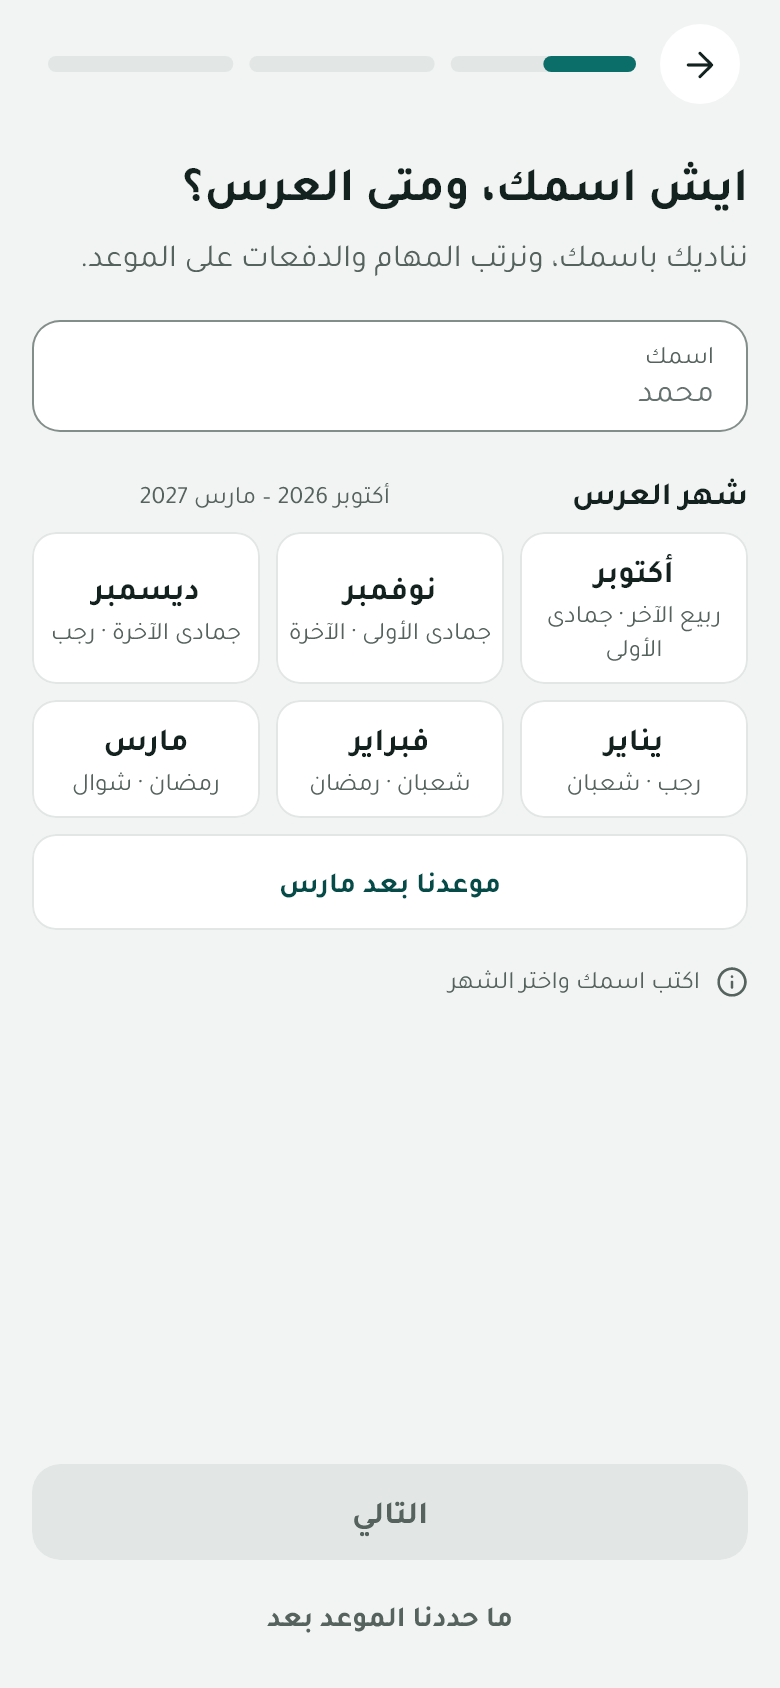 ايش اسمك، ومتى العرس؟
نناديك باسمك، ونرتب المهام والدفعات على الموعد.
اسمك
محمد
شهر العرس
أكتوبر 2026 – مارس 2027
أكتوبر
ربيع الآخر · جمادى
الأولى
نوفمبر
جمادى الأولى · الآخرة
ديسمبر
جمادى الآخرة · رجب
يناير
رجب · شعبان
فبراير
شعبان · رمضان
مارس
رمضان · شوال
موعدنا بعد مارس
اكتب اسمك واختر الشهر
التالي
ما حددنا الموعد بعد